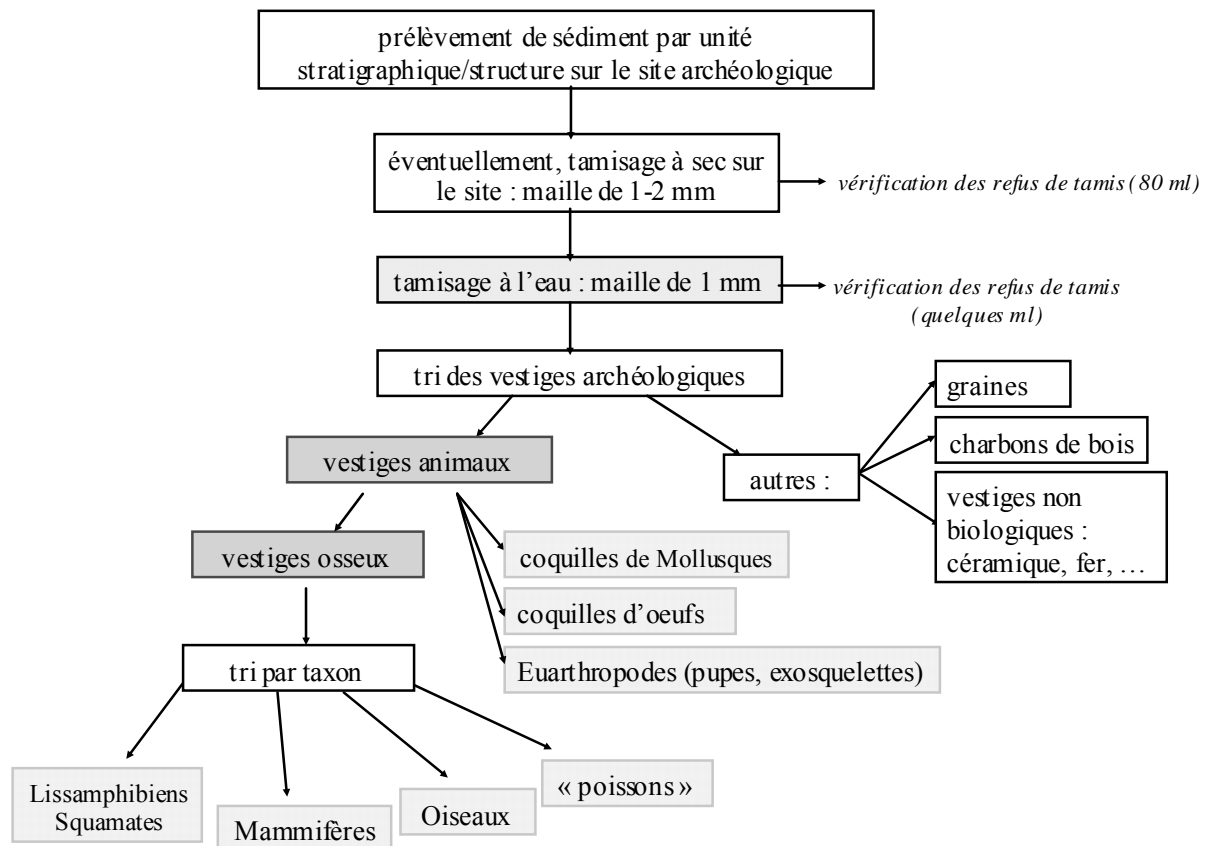 prélèvement de sédiment par unité
stratigraphique/structure sur le site archéologique
éventuellement, tamisage à sec sur
le site : maille de 1-2 mm
vérification des refus de tamis (80 ml)
tamisage à l’eau : maille de 1 mm
vérification des refus de tamis
(quelques ml)
tri des vestiges archéologiques
graines
charbons de bois
vestiges animaux
autres :
vestiges non
biologiques :
céramique, fer, …
vestiges osseux
coquilles de Mollusques
coquilles d’oeufs
Euarthropodes (pupes, exosquelettes)
tri par taxon
Lissamphibiens
Squamates
Mammifères
Oiseaux
« poissons »